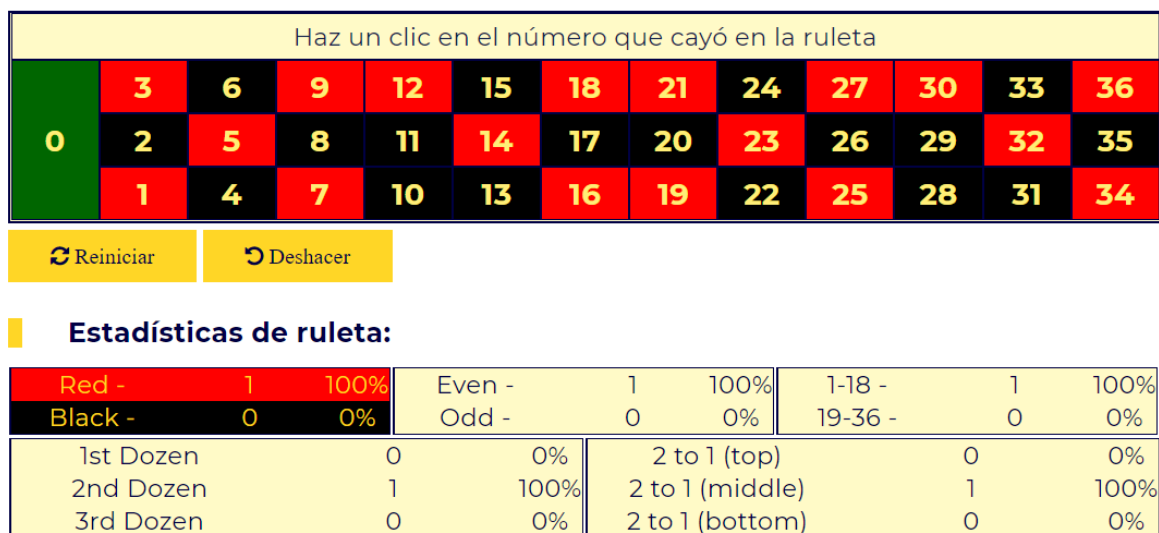 Haz un clic en el número que cayó en la ruleta
3 6 9 12 15 18 21 24 27 30 33 36
0 2 5 8 11 14 17 20 23 26 29 32 35
1 4 7 10 13 16 19 22 25 28 31 34
Reiniciar Deshacer
Estadísticas de ruleta:
Red - 1 100% Even - 1 100% 1-18 - 1 100%
Black - 0 0% Odd - 0 0% 19-36 - 0 0%
1st Dozen 0 0% 2 to 1 (top) 0 0%
2nd Dozen 1 100% 2 to 1 (middle) 1 100%
3rd Dozen 0 0% 2 to 1 (bottom) 0 0%